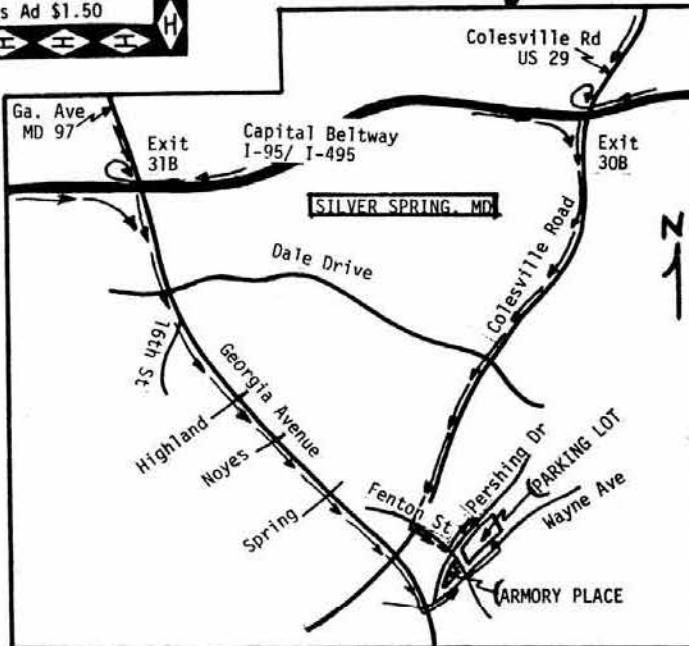 s Ad $1.50
H
H H H
Colesville Rd
US 29
Ga. Ave
MD 97
Exit
31B
Capital Beltway
I-95/ I-495
Exit
30B
SILVER SPRING, MD
N
Dale Drive
Colesville Road
16th St
Georgia Avenue
Highland
Noyes
Spring
Fenton St
Pershing Dr
PARKING LOT
Wayne Ave
ARMORY PLACE